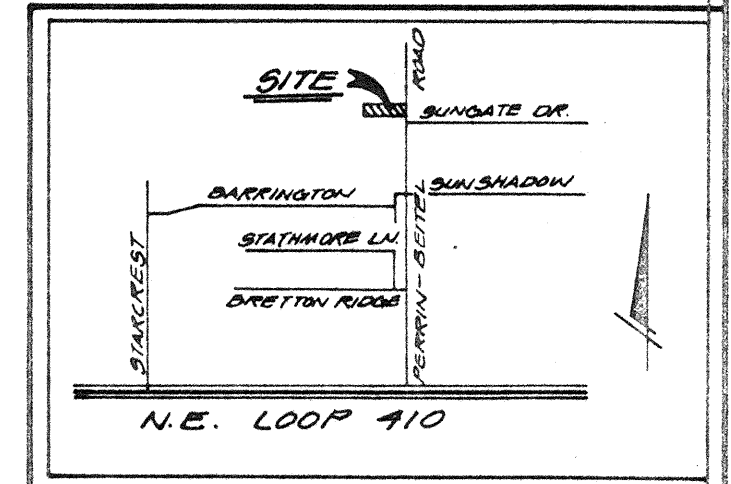 ROAD
SITE
SUNGATE DR.
SUNSHADOW
BARRINGTON
STATHMORE LN.
BRETTON RIDGE
STARCREST
PERRIN-BEITEL
N.E. LOOP 410